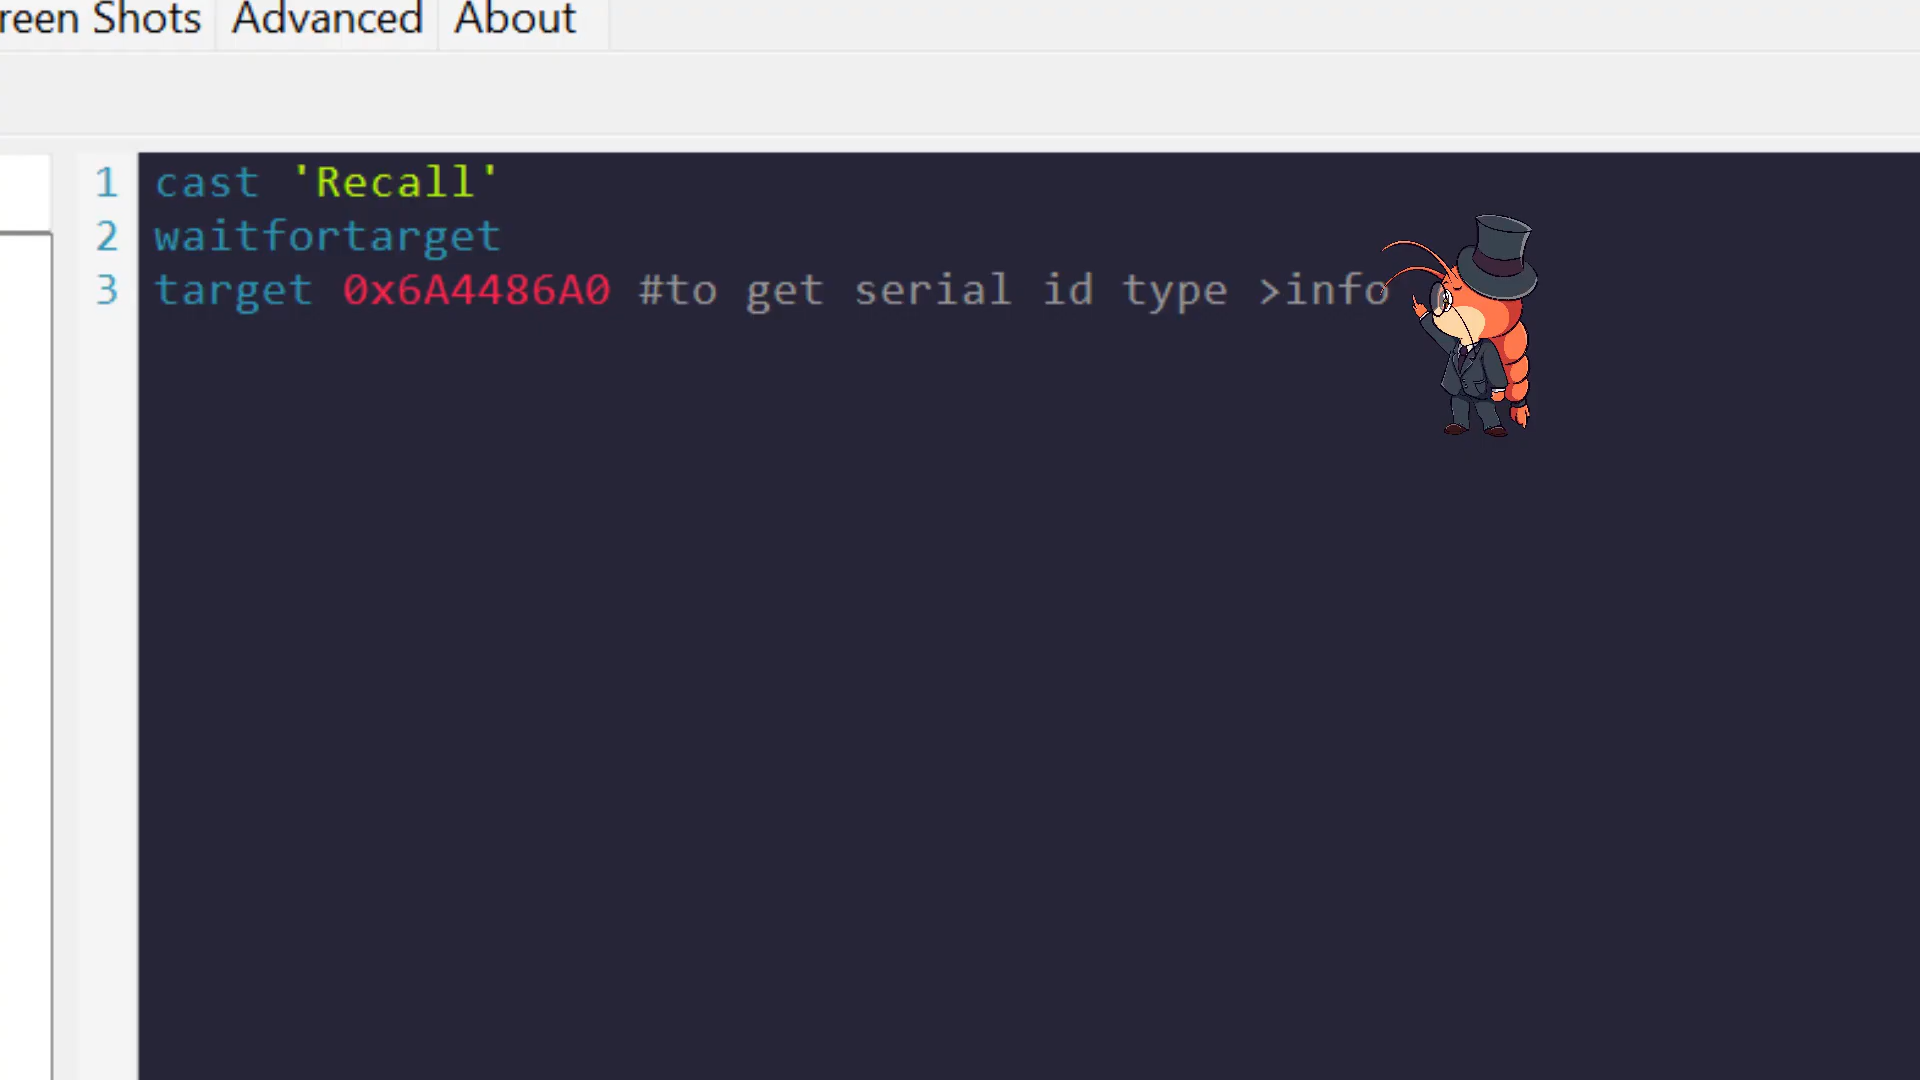 reen Shots Advanced About
1 cast 'Recall'
2 waitfortarget
3 target 0x6A4486A0 #to get serial id type >info